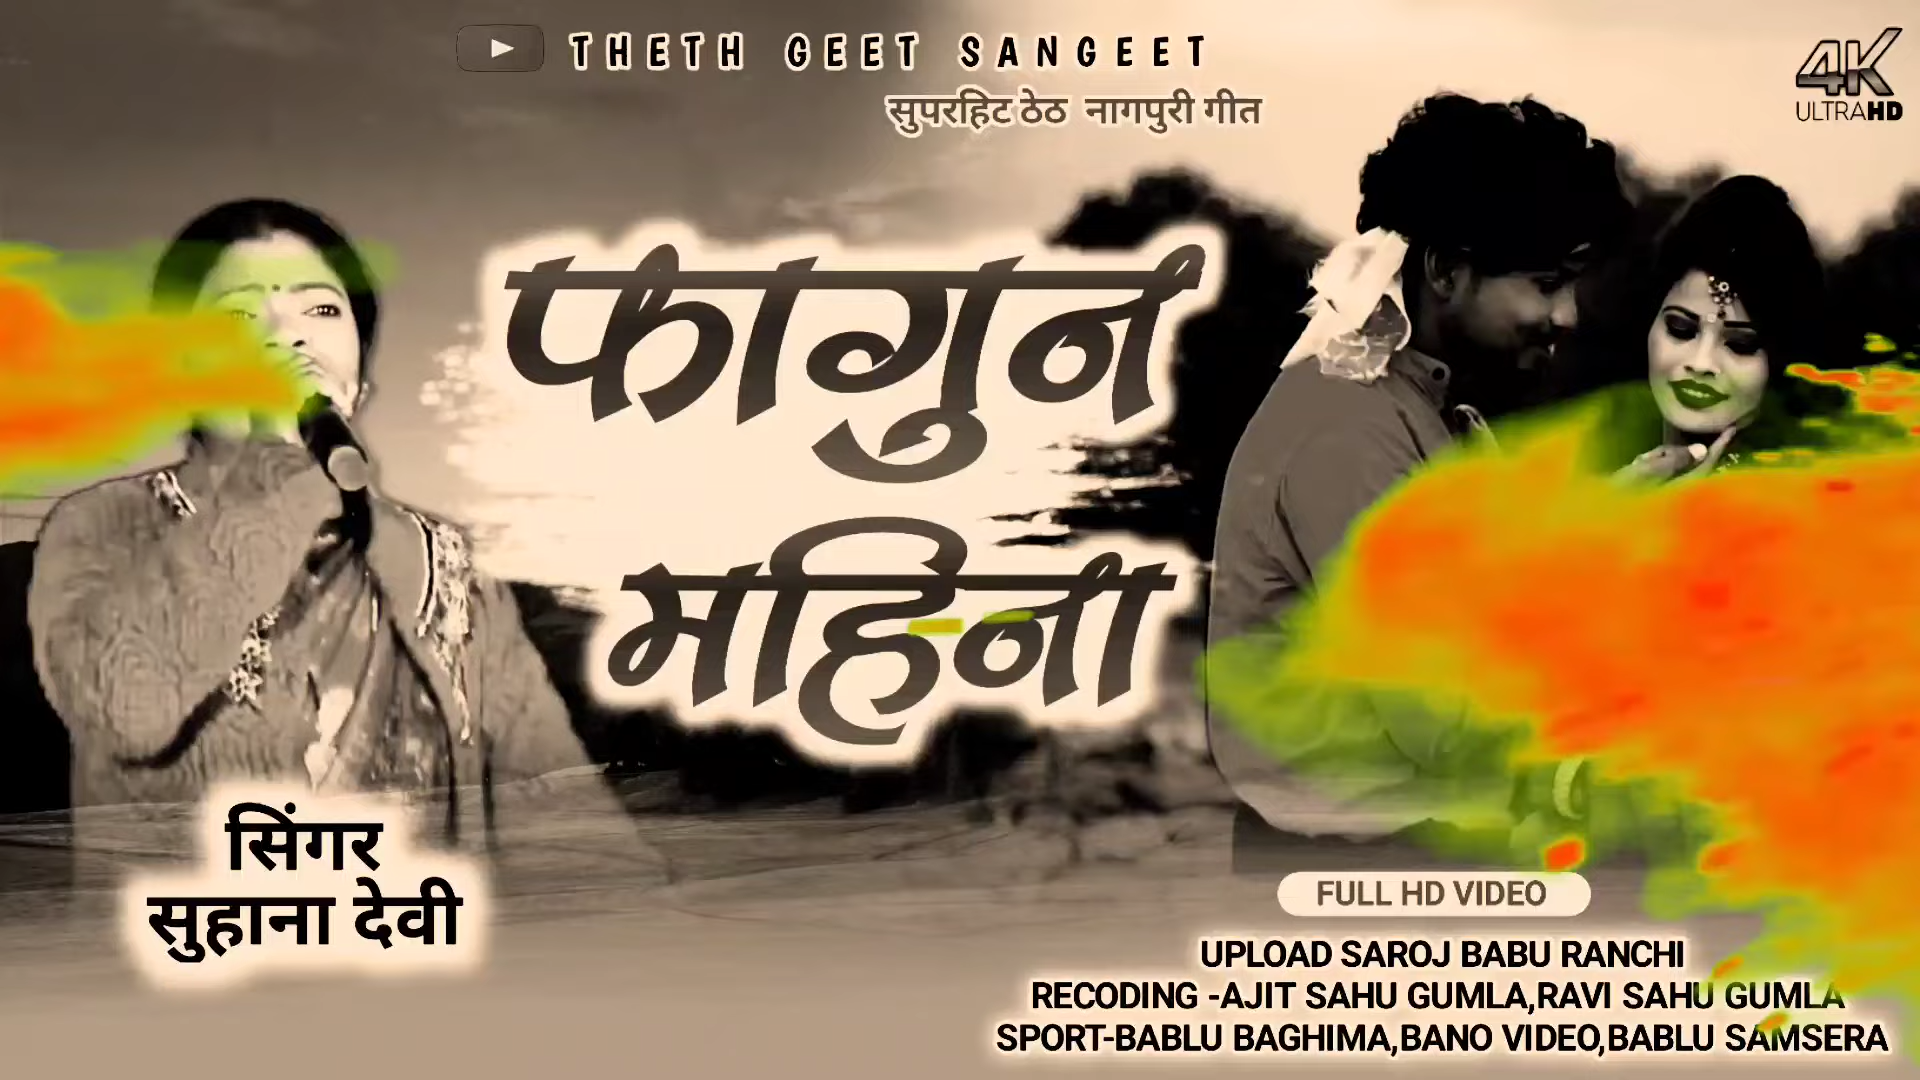 THETH GEET SANGEET
सुपरहिट ठेठ नागपुरी गीत
4K
ULTRAHD
फागुन
महिना
सिंगर
सुहाना देवी
FULL HD VIDEO
UPLOAD SAROJ BABU RANCHI
RECODING -AJIT SAHU GUMLA,RAVI SAHU GUMLA
SPORT-BABLU BAGHIMA,BANO VIDEO,BABLU SAMSERA